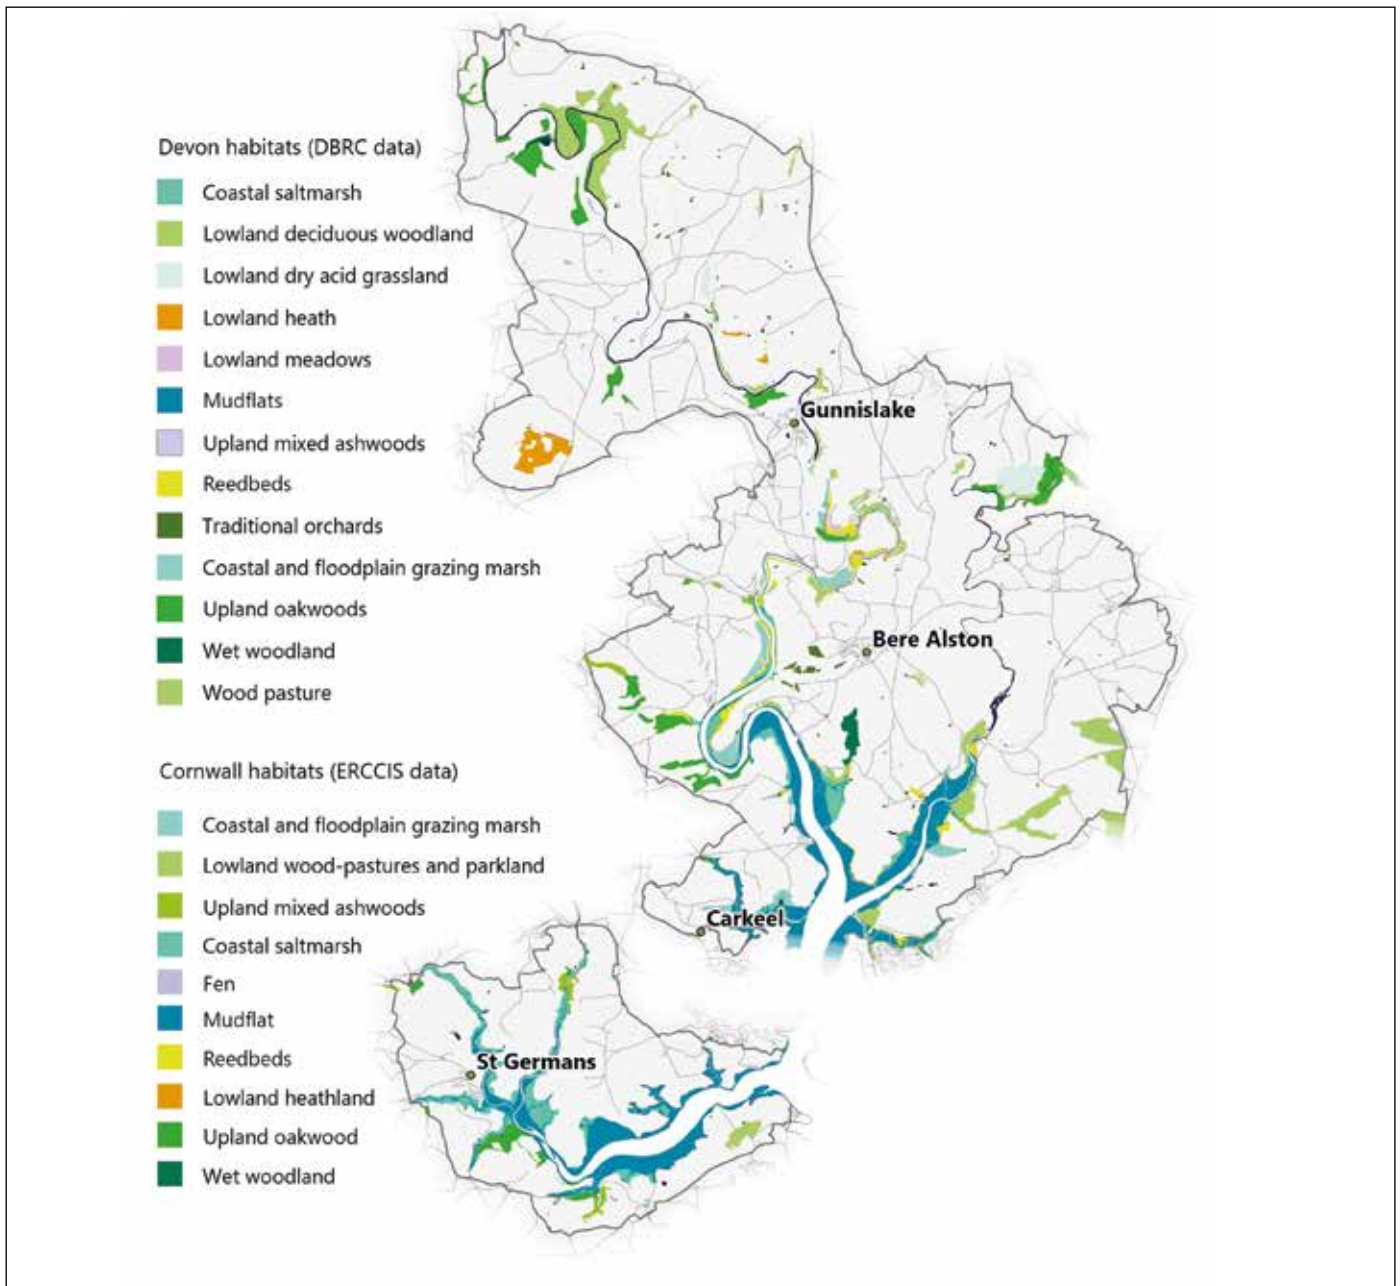 Devon habitats (DBRC data)
Coastal saltmarsh
Lowland deciduous woodland
Lowland dry acid grassland
Lowland heath
Lowland meadows
Mudflats
Upland mixed ashwoods
Reedbeds
Traditional orchards
Coastal and floodplain grazing marsh
Upland oakwoods
Wet woodland
Wood pasture
Cornwall habitats (ERCCIS data)
Coastal and floodplain grazing marsh
Lowland wood-pastures and parkland
Upland mixed ashwoods
Coastal saltmarsh
Fen
Mudflat
Reedbeds
Lowland heathland
Upland oakwood
Wet woodland
Gunnislake
Bere Alston
Carkeel
St Germans